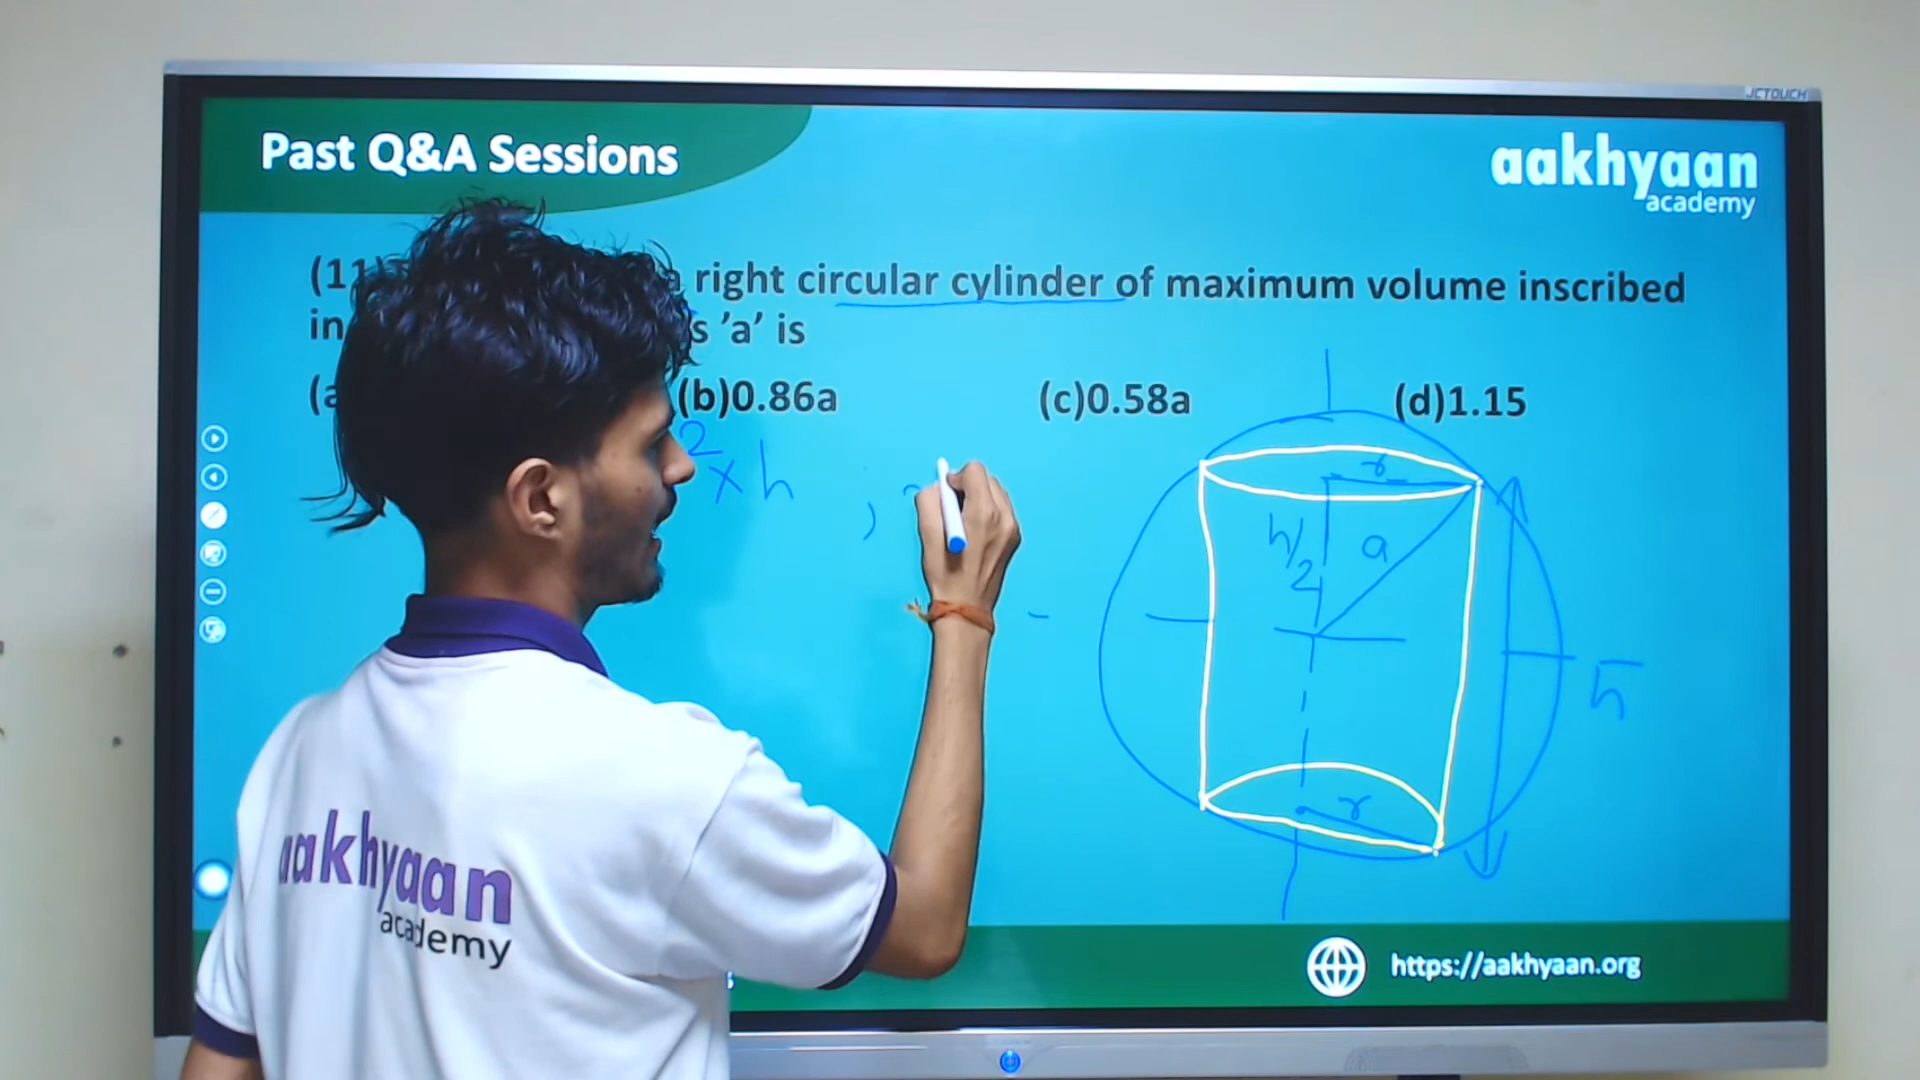 JCTOUCH
Past Q&A Sessions
aakhyaan
academy
(11) a right circular cylinder of maximum volume inscribed
in 'a' is
(b)0.86a (c)0.58a (d)1.15
2 × h ,
r
h/2
a
h
r
aakhyaan
academy
https://aakhyaan.org